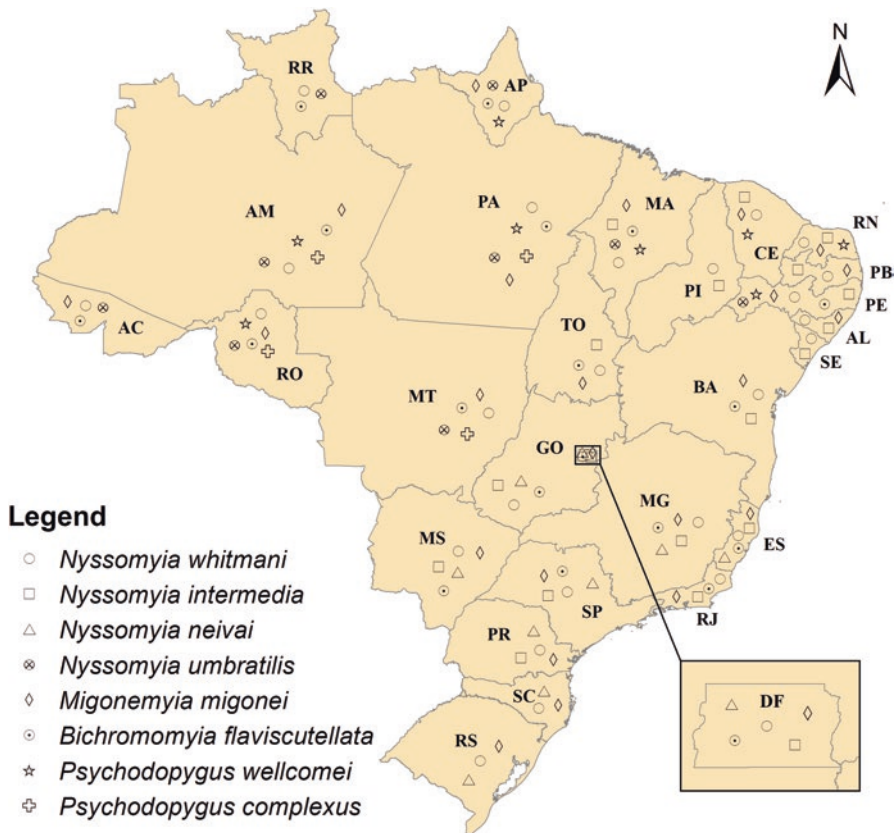 N
RR
AP
AM
PA
MA
CE
RN
PB
PE
AL
SE
PI
AC
RO
TO
MT
BA
GO
MG
ES
MS
SP
RJ
PR
SC
RS
DF
Legend
Nyssomyia whitmani
Nyssomyia intermedia
Nyssomyia neivai
Nyssomyia umbratilis
Migonemyia migonei
Bichromomyia flaviscutellata
Psychodopygus wellcomei
Psychodopygus complexus